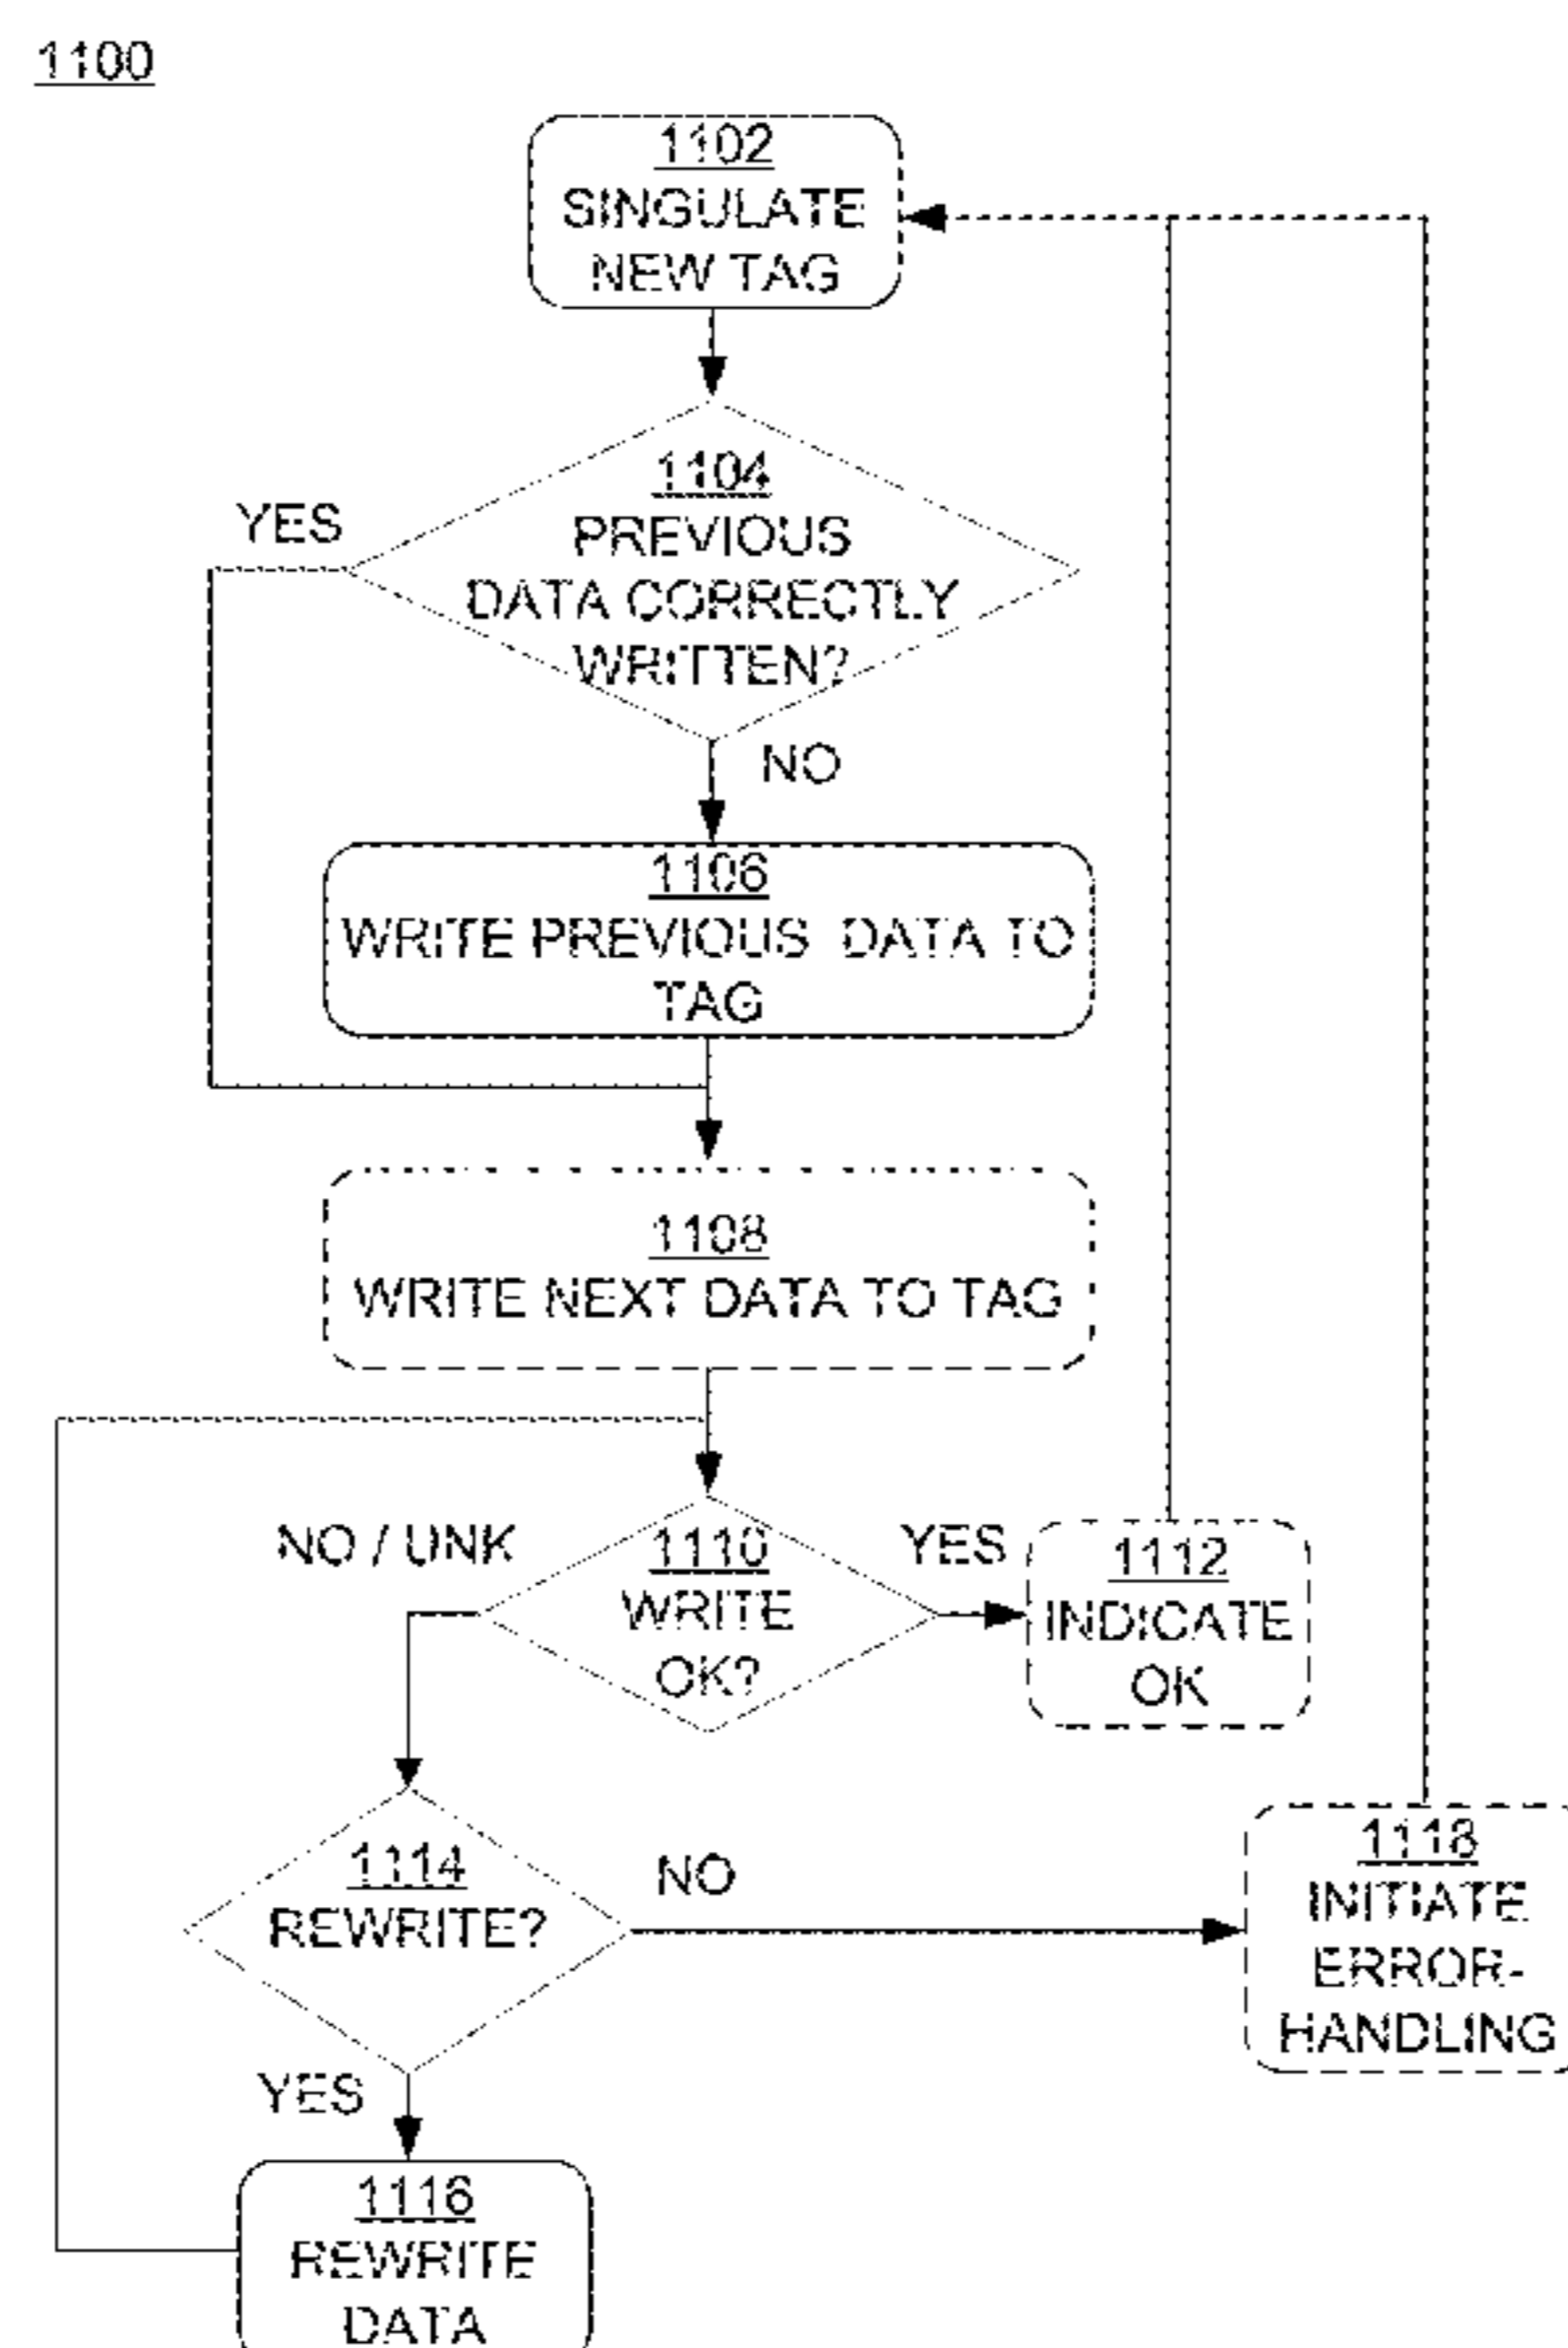 1100
1102
SINGULATE
NEW TAG
1104
PREVIOUS
DATA CORRECTLY
WRITTEN?
YES
NO
1106
WRITE PREVIOUS DATA TO
TAG
1108
WRITE NEXT DATA TO TAG
NO / UNK
1110
WRITE
OK?
YES
1112
INDICATE
OK
1114
REWRITE?
NO
1118
INITIATE
ERROR-
HANDLING
YES
1116
REWRITE
DATA